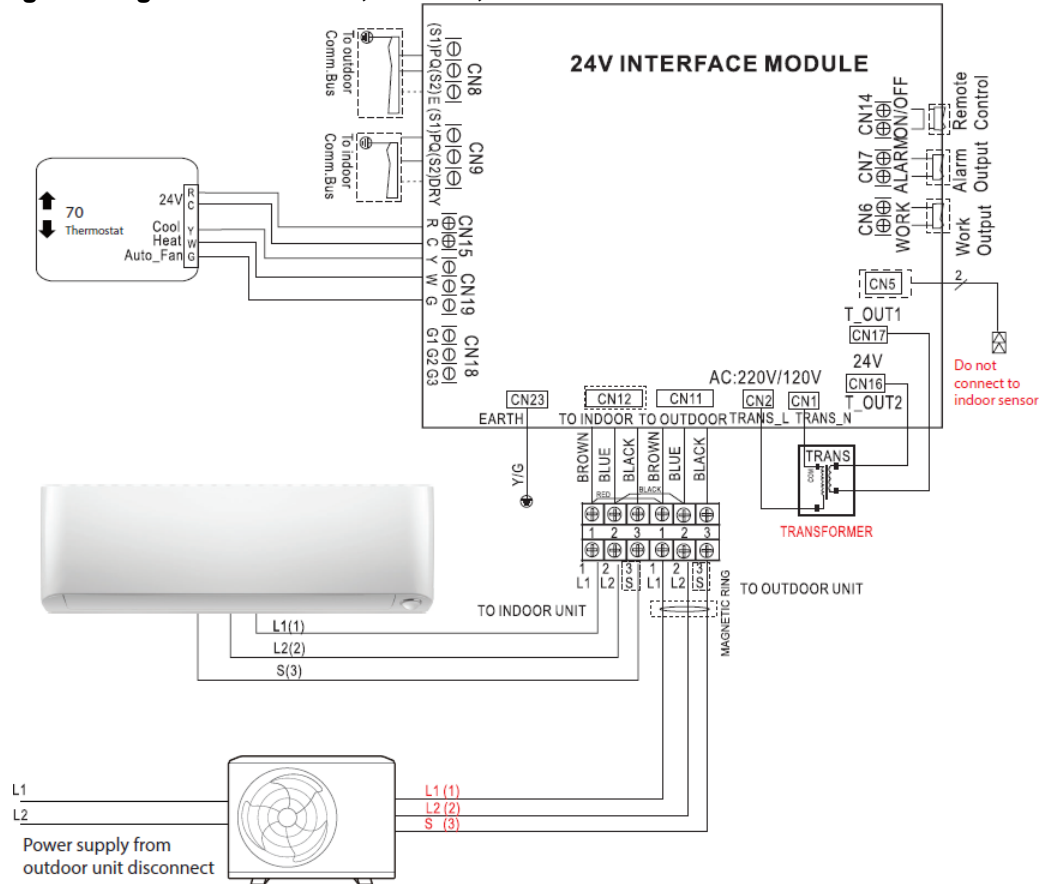 24V INTERFACE MODULE
To outdoor
Comm.Bus
(S1)PQ(S2)E
CN8
To indoor
Comm.Bus
(S1)PQ(S2)DRY
CN9
R
C
CN15
Y
W
G
CN19
G1 G2 G3
CN18
70
Thermostat
24V
Cool
Heat
Auto_Fan
R
C
Y
W
G
CN14
ON/OFF
Remote
Control
CN7
ALARM
Alarm
Output
CN6
WORK
Work
Output
CN5
2
Do not
connect to
indoor sensor
T_OUT1
CN17
24V
CN16
T_OUT2
AC:220V/120V
CN23
CN12
CN11
CN2
CN1
EARTH
TO INDOOR
TO OUTDOOR
TRANS_L
TRANS_N
Y/G
BROWN
BLUE
BLACK
BROWN
BLUE
BLACK
RED
BLACK
TRANS
COM
TRANSFORMER
1 2 3 1 2 3
1 2 3 1 2 3
L1 L2 S L1 L2 S
TO INDOOR UNIT
MAGNETIC RING
TO OUTDOOR UNIT
L1(1)
L2(2)
S(3)
L1
L2
L1 (1)
L2 (2)
S (3)
Power supply from
outdoor unit disconnect